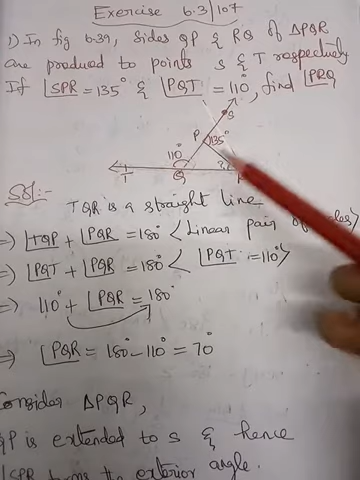 Exercise 6.3/107
1) In fig 6.39, sides QP & RQ of ΔPQR
are produced to points S & T respectively
If ∠SPR = 135° & ∠PQT = 110°, find ∠PRQ
S
P 135°
110°
T Q
Sol:-
TQR is a straight line
=> ∠TQP + ∠PQR = 180° < Linear pair of
=> ∠PQT + ∠PQR = 180° < ∠PQT = 110° >
=> 110° + ∠PQR = 180°
=> ∠PQR = 180° - 110° = 70°
Consider ΔPQR,
QP is extended to S & hence
∠SPR forms the exterior angle.